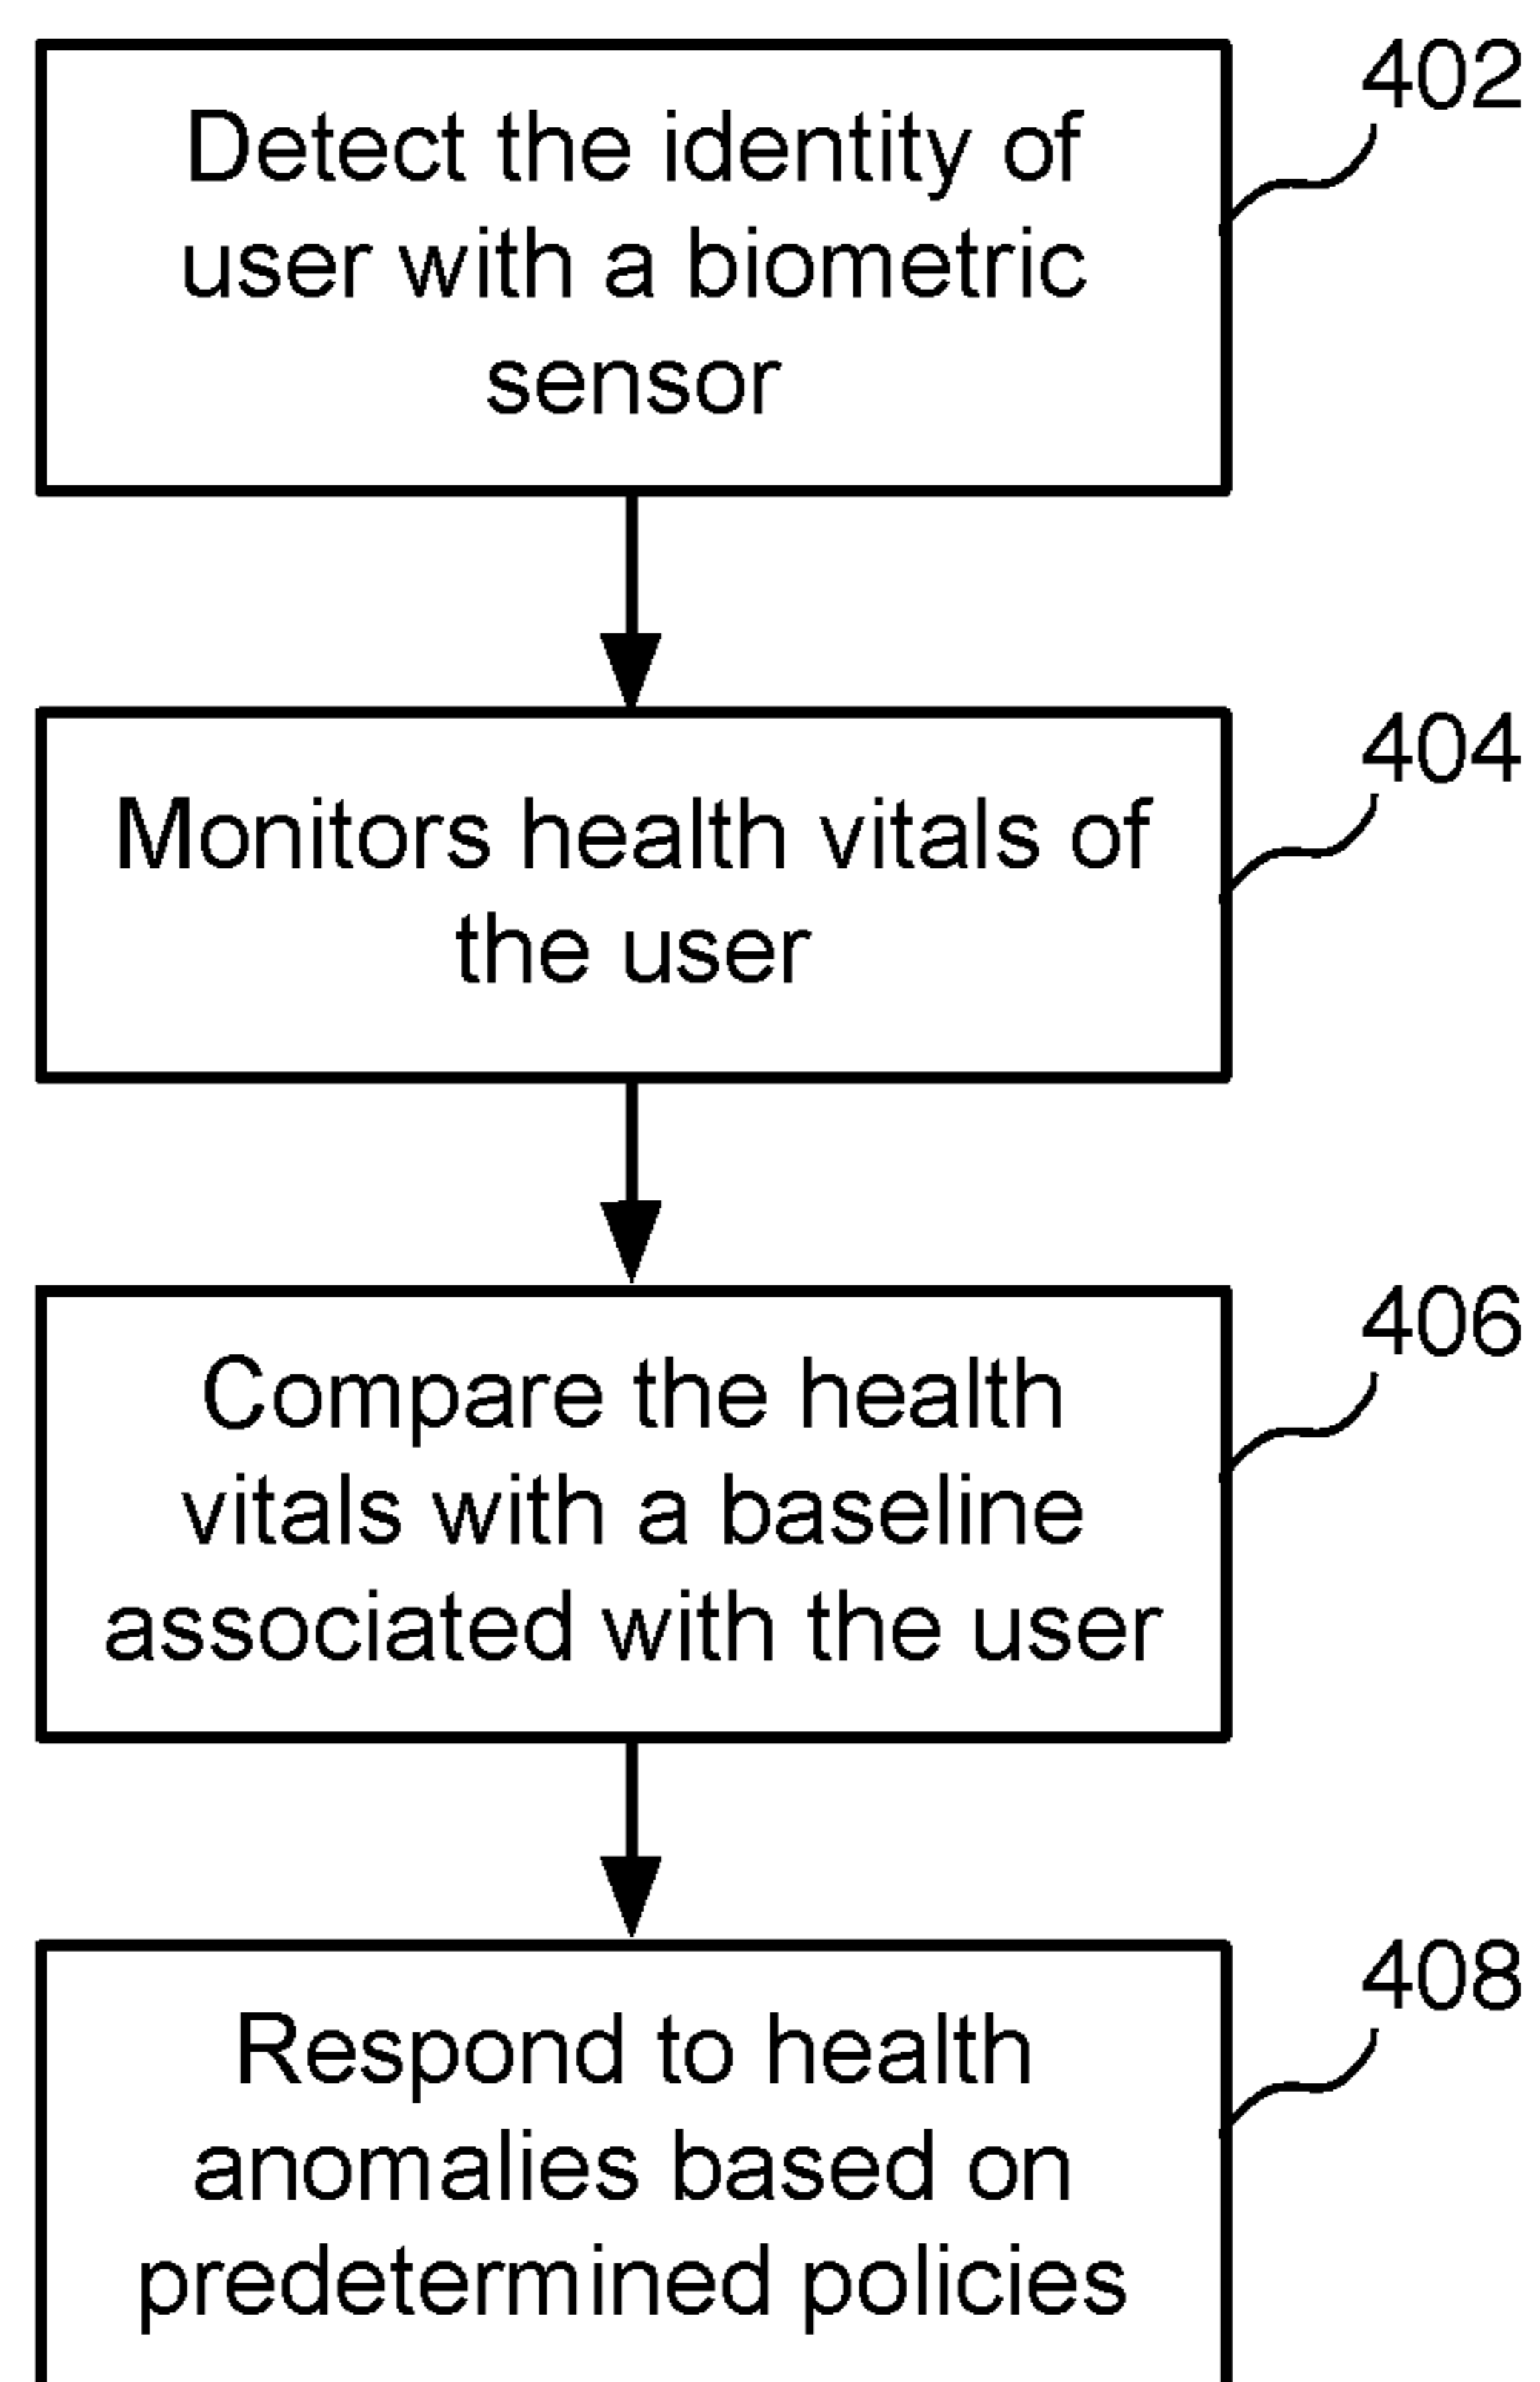 402
Detect the identity of
user with a biometric
sensor
404
Monitors health vitals of
the user
406
Compare the health
vitals with a baseline
associated with the user
408
Respond to health
anomalies based on
predetermined policies